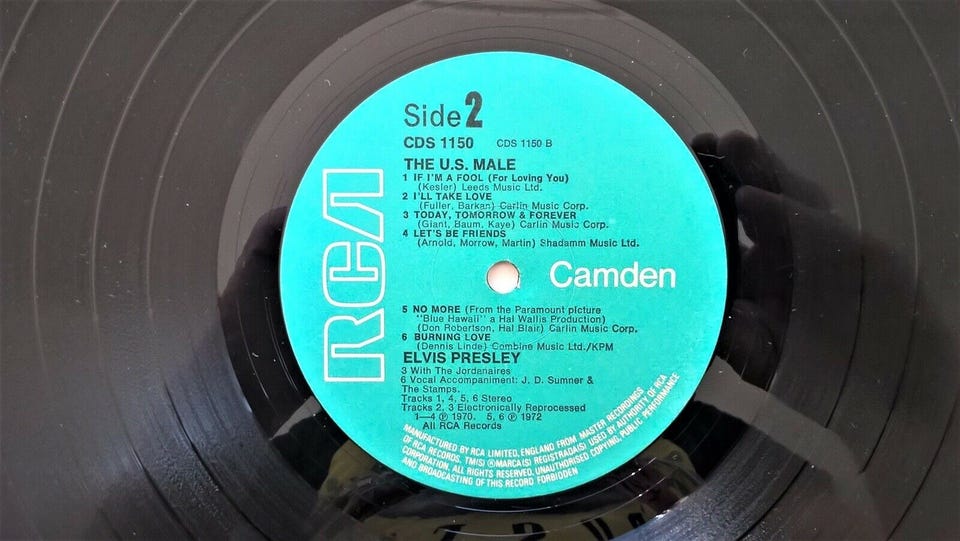 Side 2
CDS 1150 CDS 1150 B
THE U.S. MALE
1 IF I'M A FOOL (For Loving You)
(Kesler) Leeds Music Ltd.
2 I'LL TAKE LOVE
(Fuller, Barkan) Carlin Music Corp.
3 TODAY, TOMORROW & FOREVER
(Giant, Baum, Kaye) Carlin Music Corp.
4 LET'S BE FRIENDS
(Arnold, Morrow, Martin) Shadamm Music Ltd.
RCA
Camden
5 NO MORE (From the Paramount picture
"Blue Hawaii" a Hal Wallis Production)
(Don Robertson, Hal Blair) Carlin Music Corp.
6 BURNING LOVE
(Dennis Linde) Combine Music Ltd./KPM
ELVIS PRESLEY
3 With The Jordanaires
6 Vocal Accompaniment: J. D. Sumner &
The Stamps.
Tracks 1, 4, 5, 6 Stereo
Tracks 2, 3 Electronically Reprocessed
1—4 Ⓟ 1970. 5, 6 Ⓟ 1972
All RCA Records
MANUFACTURED BY RCA LIMITED, ENGLAND FROM MASTER RECORDINGS
OF RCA RECORDS. TM(S) ® MARCA(S) REGISTRADA(S) USED BY AUTHORITY OF RCA
CORPORATION. ALL RIGHTS RESERVED. UNAUTHORISED COPYING, PUBLIC PERFORMANCE
AND BROADCASTING OF THIS RECORD FORBIDDEN